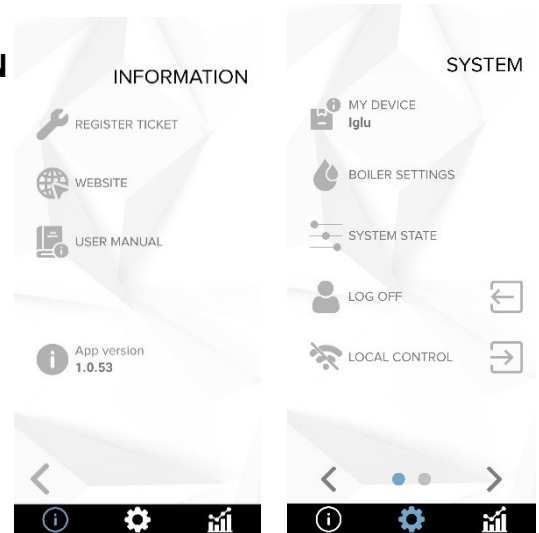 N
INFORMATION
REGISTER TICKET
WEBSITE
USER MANUAL
App version
1.0.53
SYSTEM
MY DEVICE
Iglu
BOILER SETTINGS
SYSTEM STATE
LOG OFF
LOCAL CONTROL